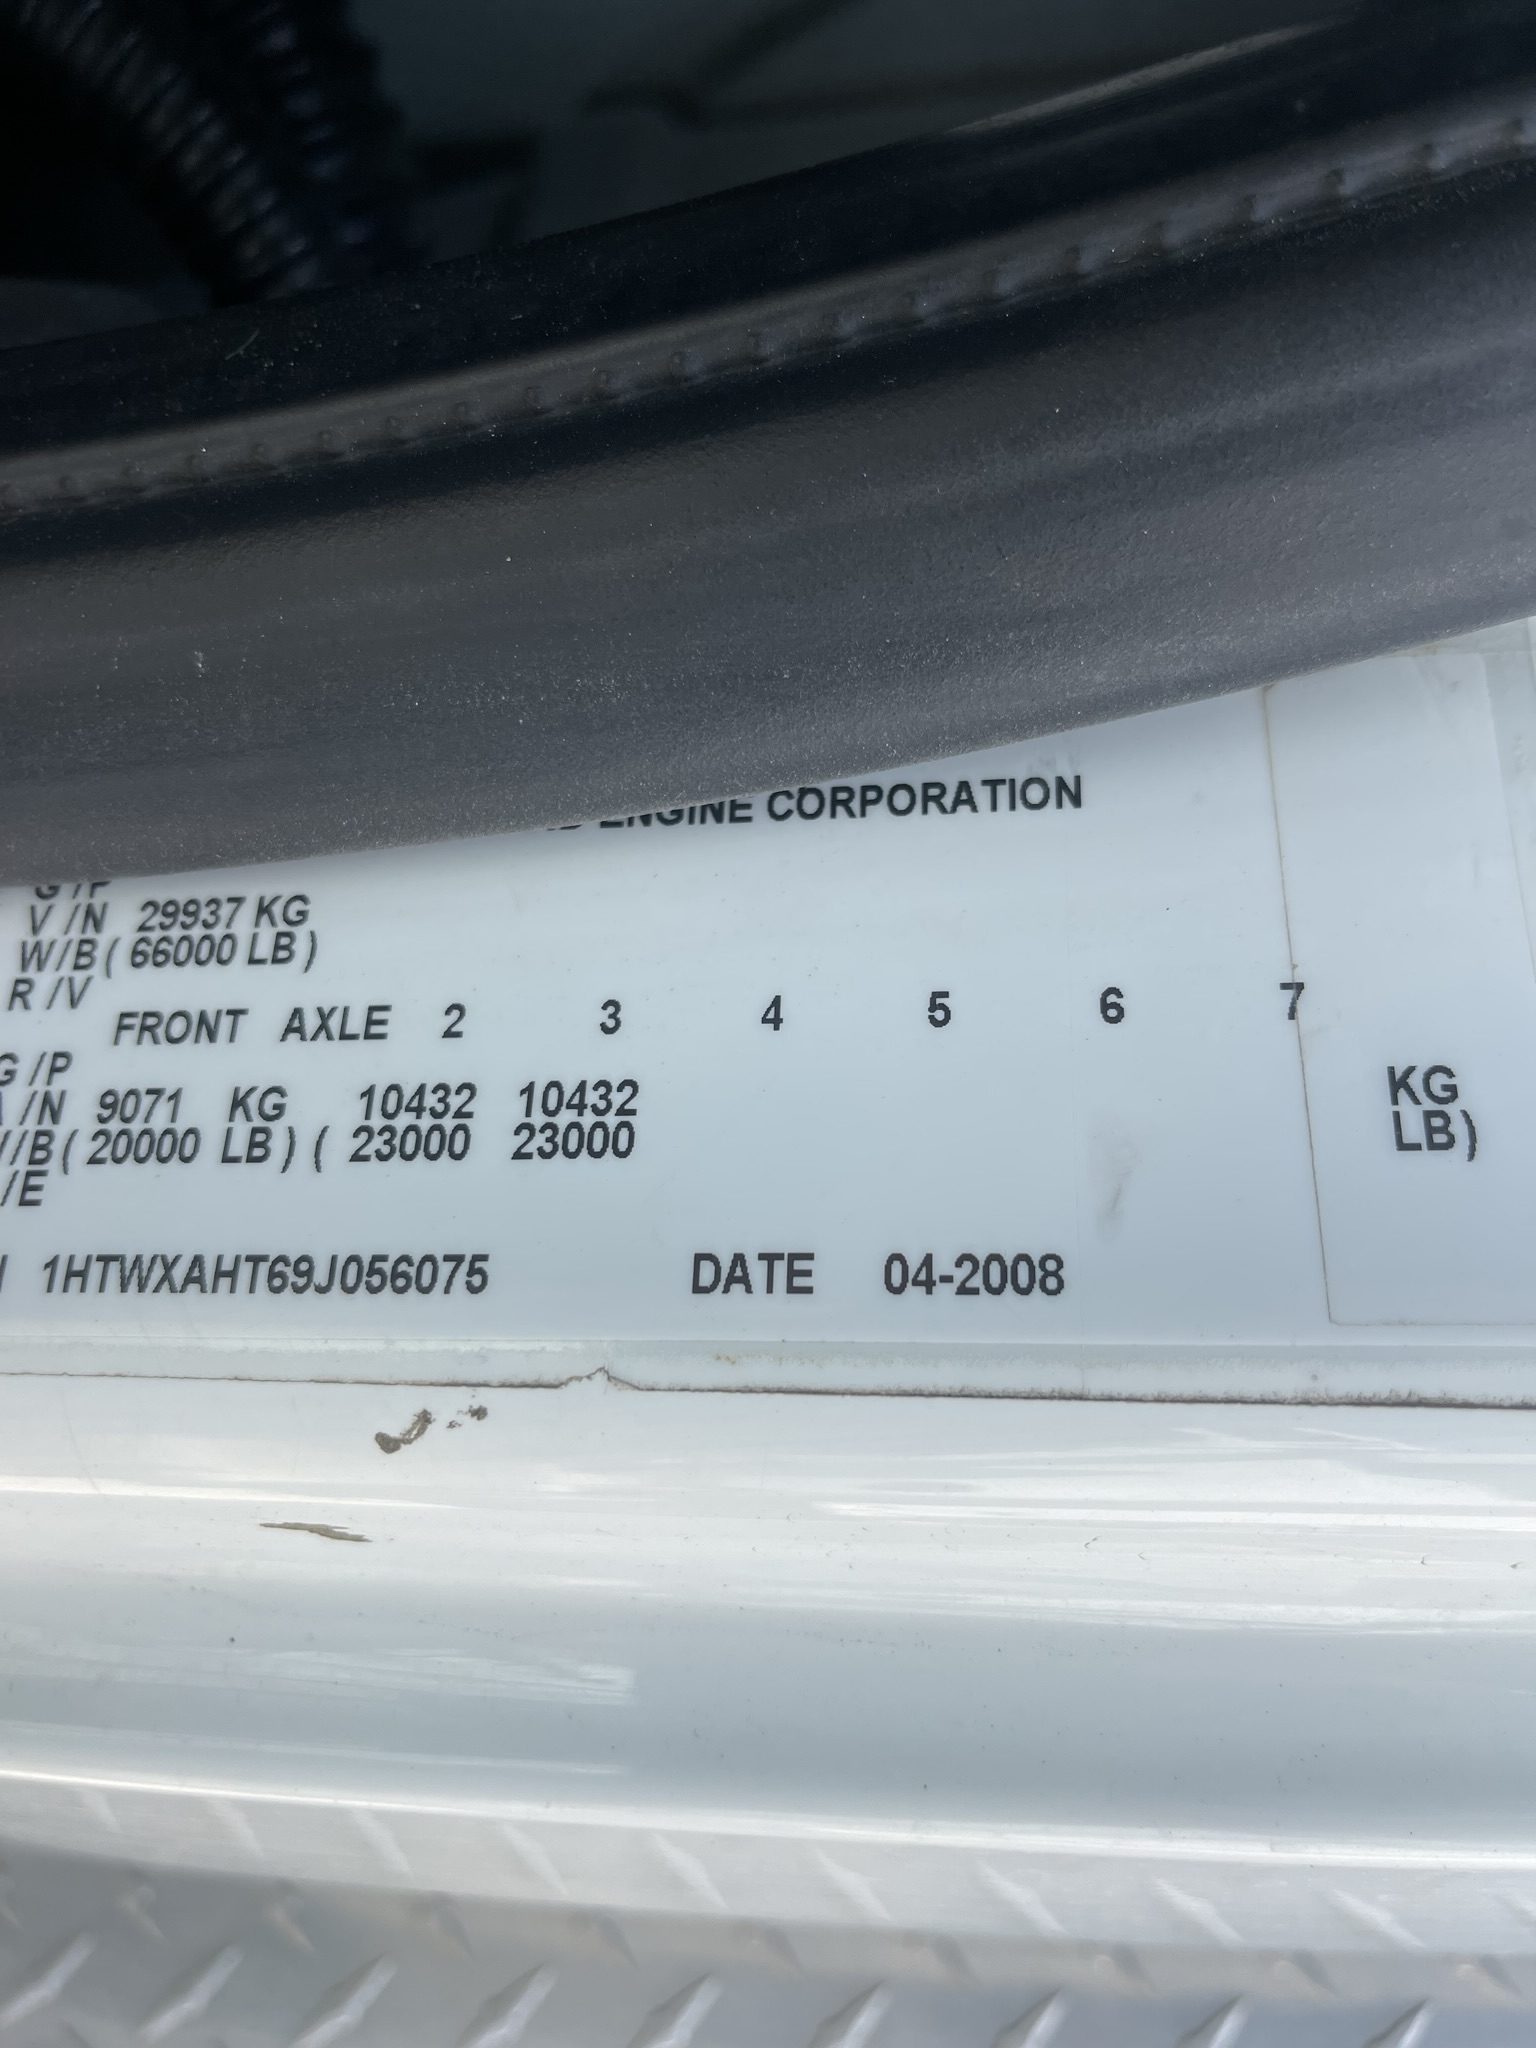 ENGINE CORPORATION
G/P
V/N 29937 KG
W/B ( 66000 LB )
R/V
FRONT AXLE 2 3 4 5 6 7
G/P
/N 9071 KG 10432 10432 KG
/B ( 20000 LB ) ( 23000 23000 LB)
/E
1HTWXAHT69J056075 DATE 04-2008